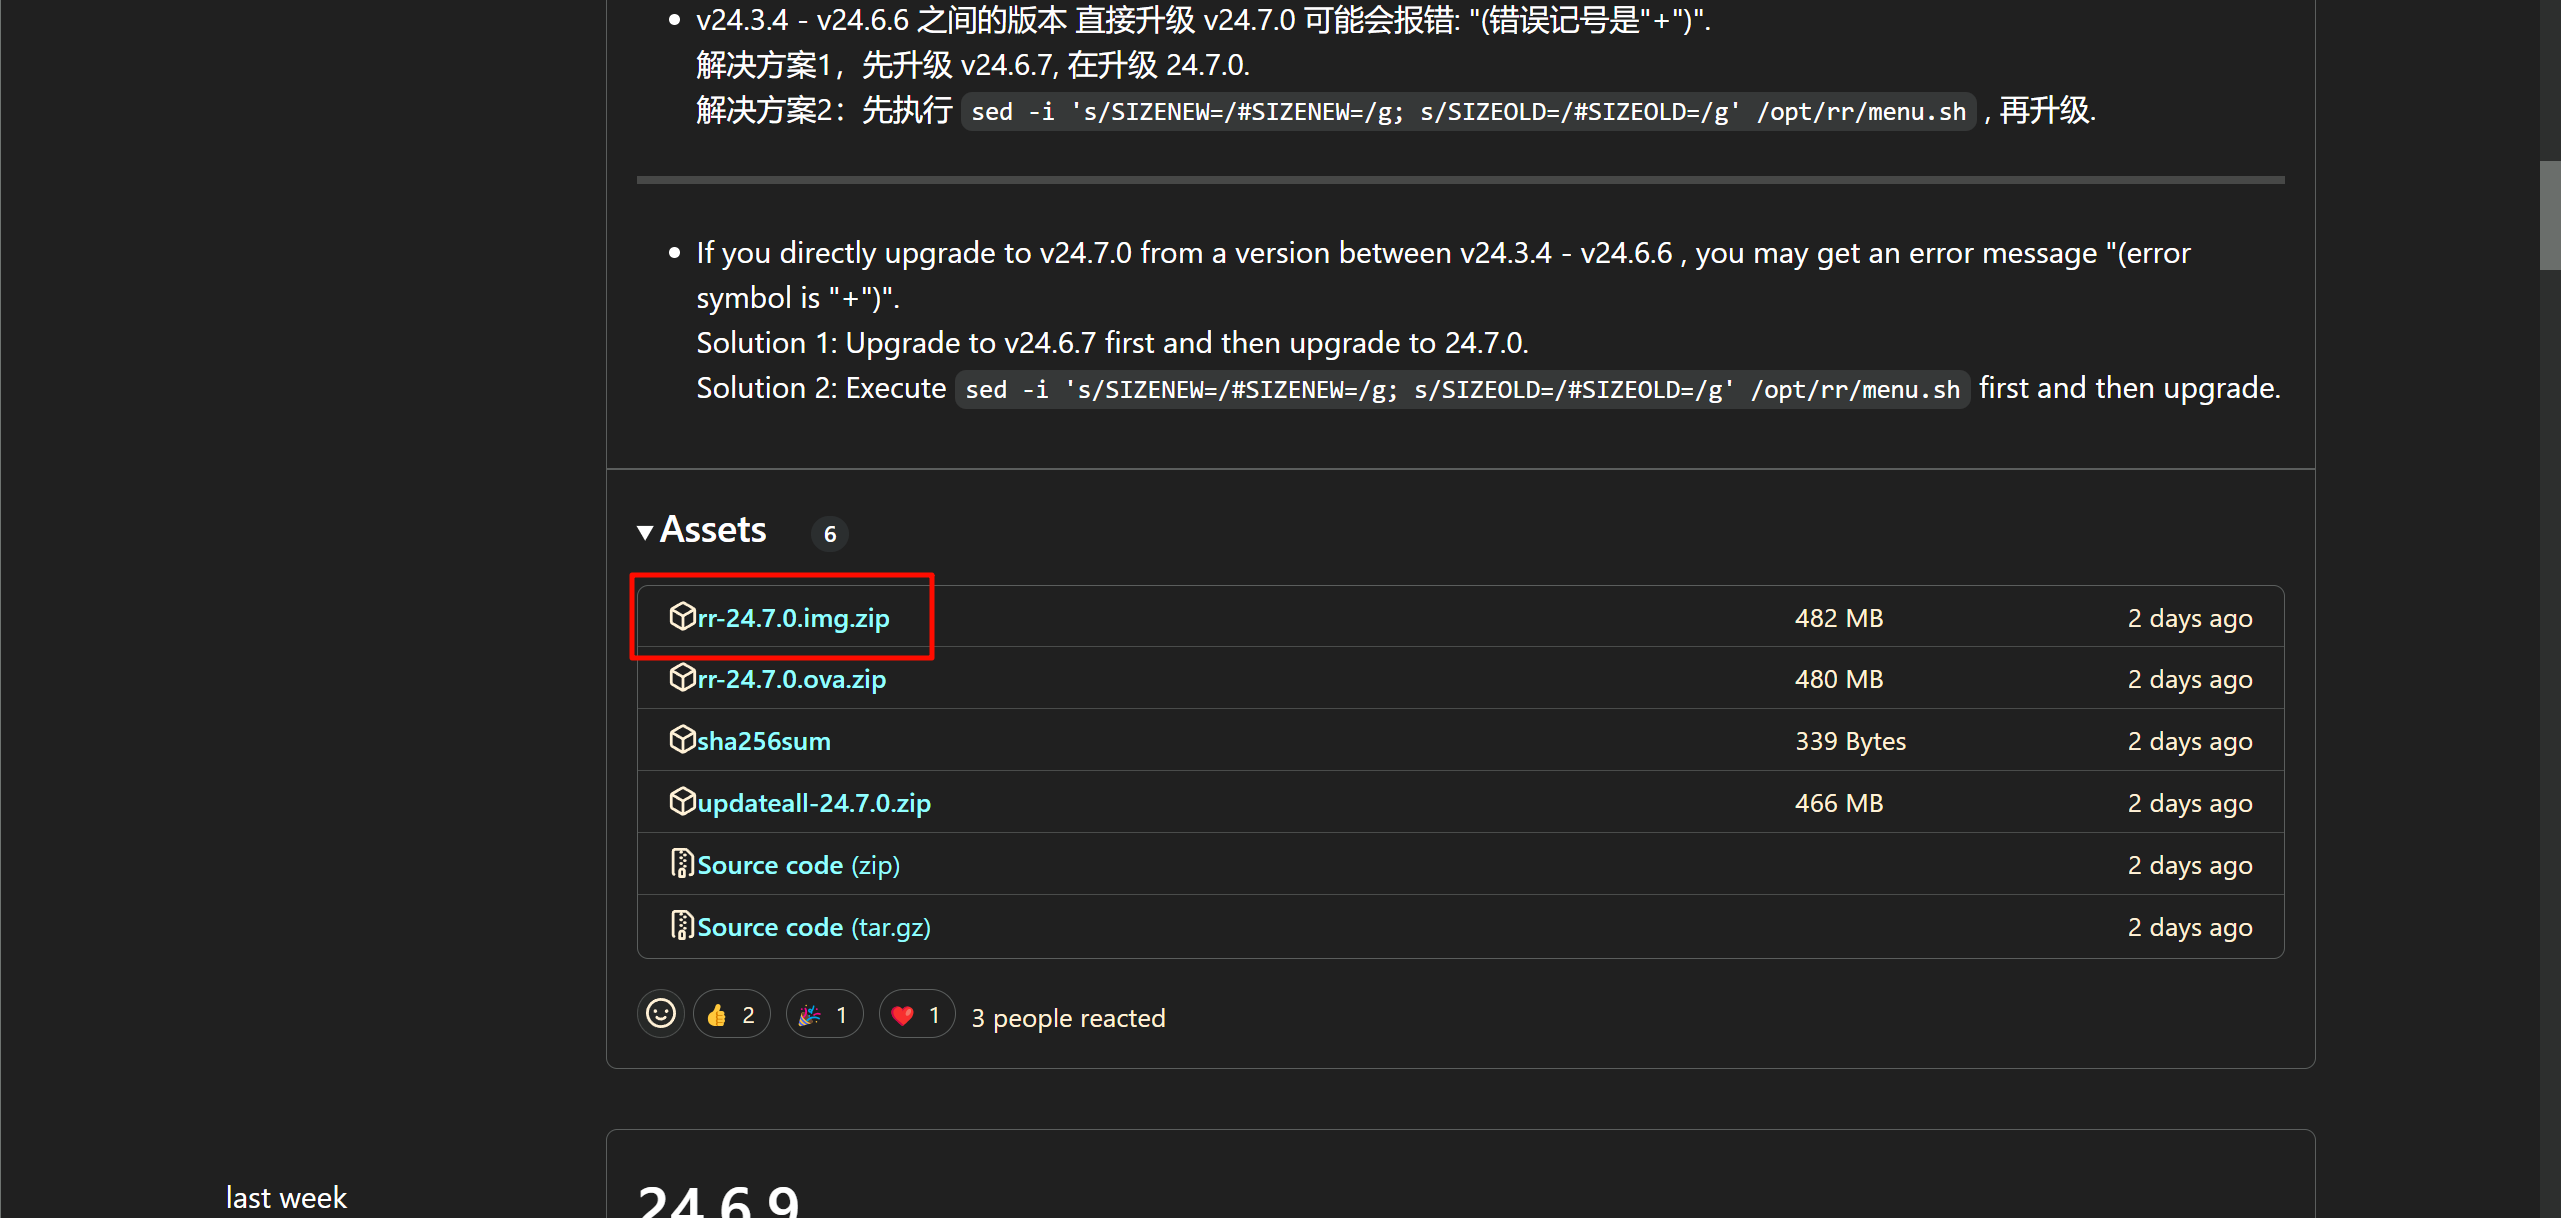 v24.3.4 - v24.6.6 之间的版本 直接升级 v24.7.0 可能会报错: "(错误记号是"+")".
解决方案1，先升级 v24.6.7, 在升级 24.7.0.
解决方案2：先执行 sed -i 's/SIZENEW=/#SIZENEW=/g; s/SIZEOLD=/#SIZEOLD=/g' /opt/rr/menu.sh , 再升级.
If you directly upgrade to v24.7.0 from a version between v24.3.4 - v24.6.6 , you may get an error message "(error
symbol is "+")".
Solution 1: Upgrade to v24.6.7 first and then upgrade to 24.7.0.
Solution 2: Execute sed -i 's/SIZENEW=/#SIZENEW=/g; s/SIZEOLD=/#SIZEOLD=/g' /opt/rr/menu.sh first and then upgrade.
Assets 6
rr-24.7.0.img.zip 482 MB 2 days ago
rr-24.7.0.ova.zip 480 MB 2 days ago
sha256sum 339 Bytes 2 days ago
updateall-24.7.0.zip 466 MB 2 days ago
Source code (zip) 2 days ago
Source code (tar.gz) 2 days ago
👍 2 🎉 1 ❤️ 1 3 people reacted
last week
24.6.9